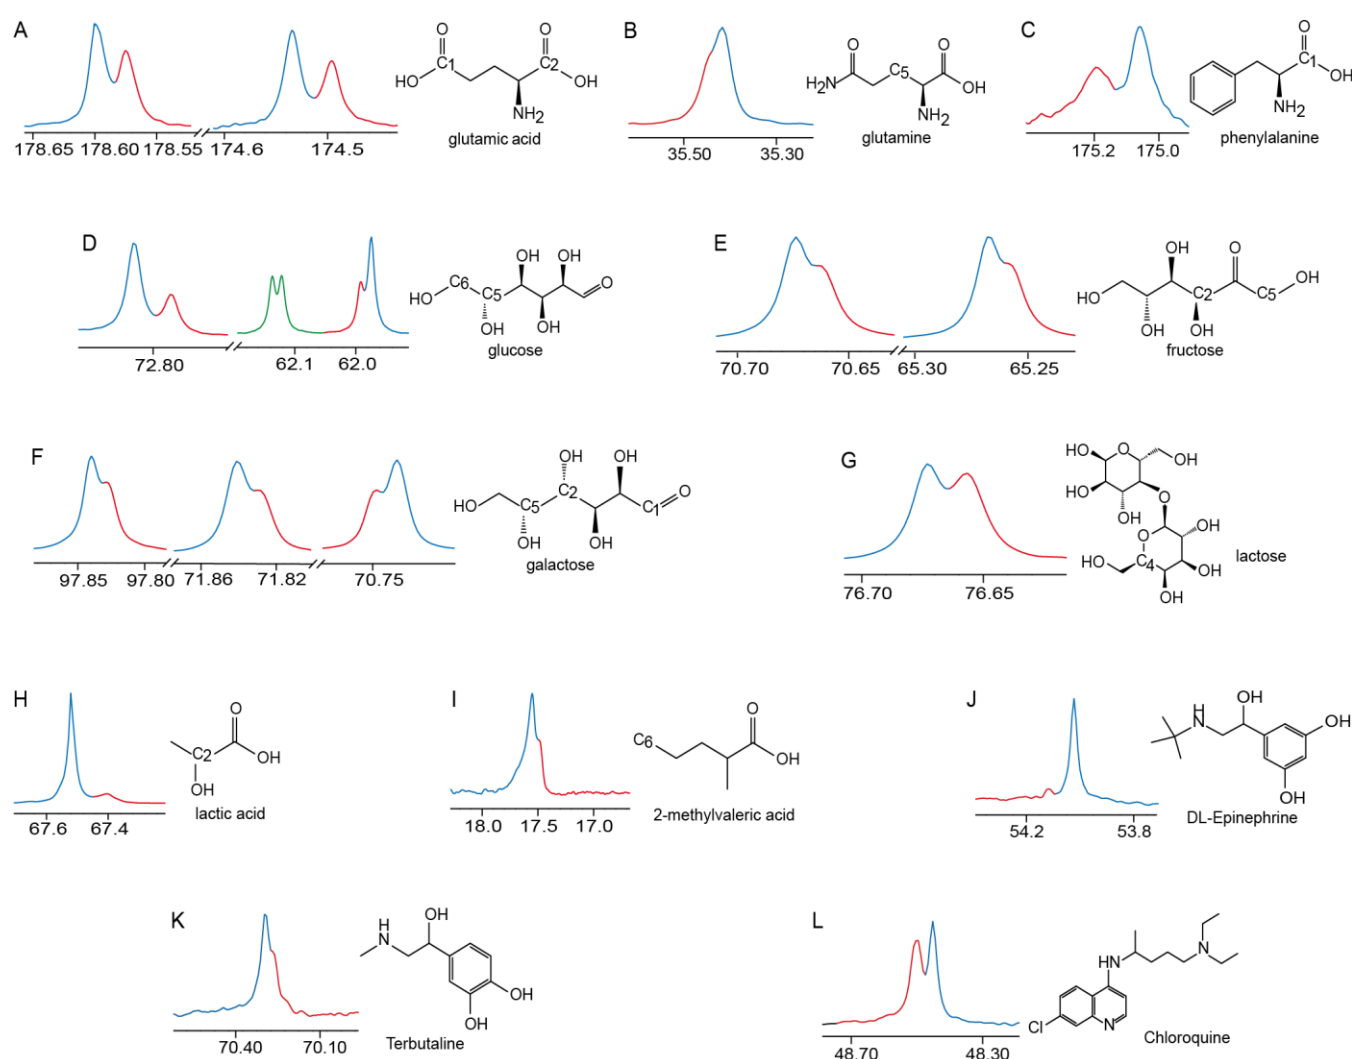 A
O
O
C1
C2
HO
OH
NH2
178.65 178.60 178.55 174.6 174.5
glutamic acid
B
O
O
C5
H2N
OH
NH2
35.50 35.30
glutamine
C
O
C1
OH
NH2
175.2 175.0
phenylalanine
D
OH OH
C6
C5
HO
O
OH
OH
72.80 62.1 62.0
glucose
E
OH
O
OH
C2
C5
HO
OH
OH
70.70 70.65 65.30 65.25
fructose
F
OH
OH
C2
O
HO
C5
C1
OH
OH
97.85 97.80 71.86 71.82 70.75
galactose
G
HO
O
OH
HO
OH
O
O
OH
HO
C4
OH
OH
76.70 76.65
lactose
H
O
C2
OH
OH
67.6 67.4
lactic acid
I
O
C6
OH
18.0 17.5 17.0
2-methylvaleric acid
J
OH
H
N
OH
OH
54.2 53.8
DL-Epinephrine
K
OH
H
N
OH
OH
70.40 70.10
Terbutaline
L
HN
N
Cl
N
48.70 48.30
Chloroquine